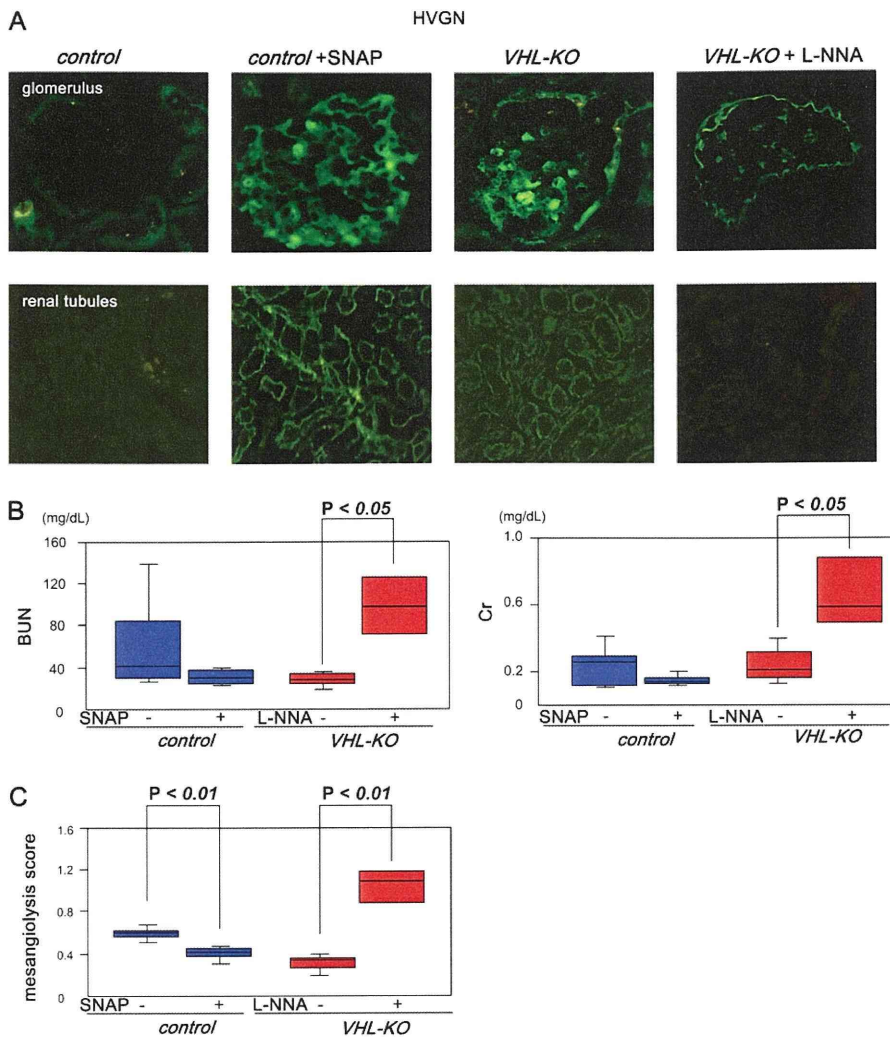 A
HVGN
control
control +SNAP
VHL-KO
VHL-KO + L-NNA
glomerulus
renal tubules
B
(mg/dL)
P < 0.05
160
120
80
40
0
BUN
SNAP - +
L-NNA - +
control
VHL-KO
(mg/dL)
P < 0.05
1.0
0.6
0.2
0
Cr
SNAP - +
L-NNA - +
control
VHL-KO
C
P < 0.01
P < 0.01
1.6
1.2
0.8
0.4
0
mesangiolysis score
SNAP - +
L-NNA - +
control
VHL-KO